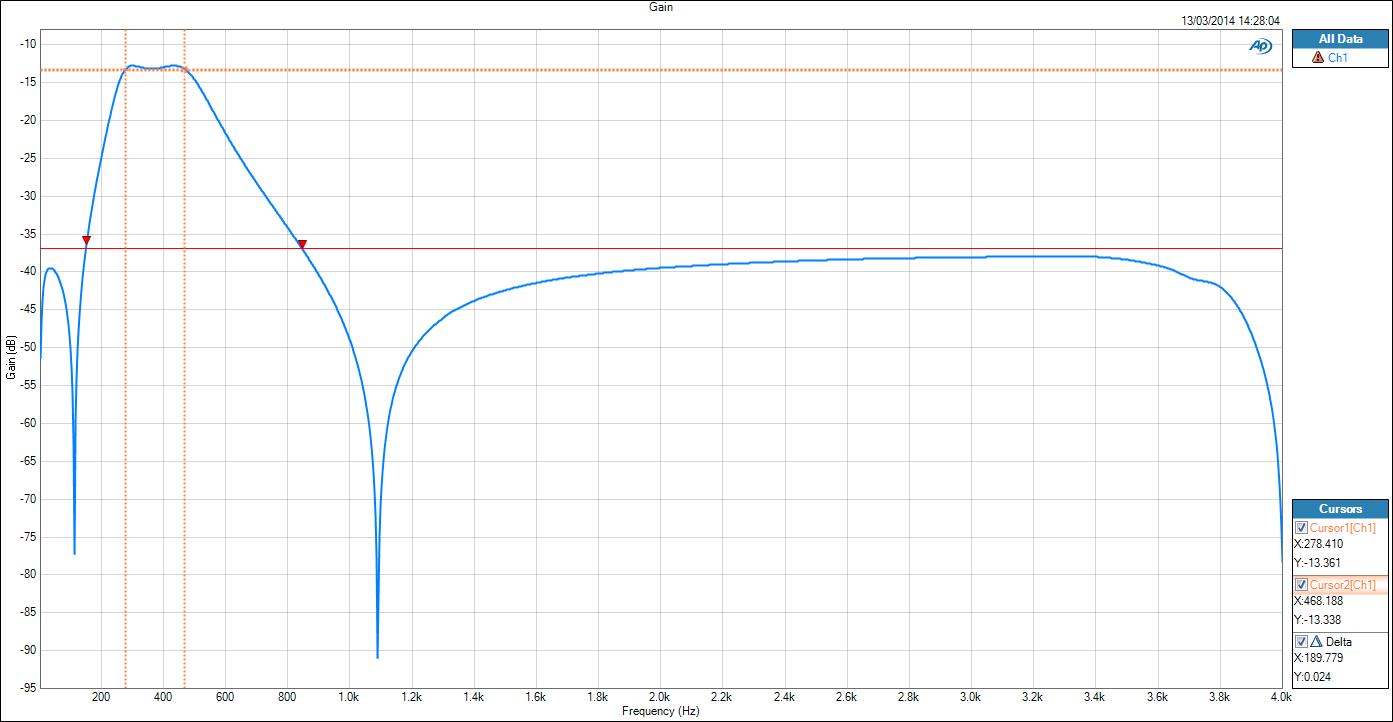 Gain
13/03/2014 14:28:04
AP
All Data
Ch1
-10
-15
-20
-25
-30
-35
-40
-45
-50
-55
-60
-65
-70
-75
-80
-85
-90
-95
Gain (dB)
200 400 600 800 1.0k 1.2k 1.4k 1.6k 1.8k 2.0k 2.2k 2.4k 2.6k 2.8k 3.0k 3.2k 3.4k 3.6k 3.8k 4.0k
Frequency (Hz)
Cursors
Cursor1[Ch1]
X:278.410
Y:-13.361
Cursor2[Ch1]
X:468.188
Y:-13.338
Delta
X:189.779
Y:0.024